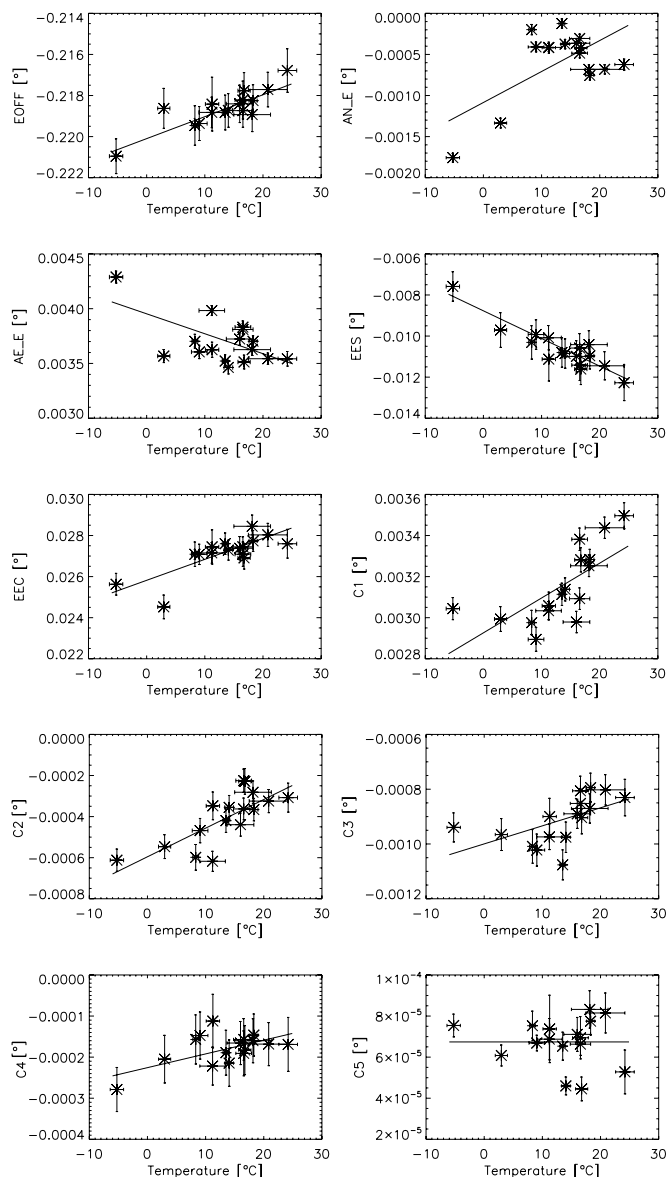 -0.214
-0.216
-0.218
-0.220
-0.222
EOFF [°]
-10 0 10 20 30
Temperature [°C]
0.0000
-0.0005
-0.0010
-0.0015
-0.0020
AN_E [°]
-10 0 10 20 30
Temperature [°C]
0.0045
0.0040
0.0035
0.0030
AE_E [°]
-10 0 10 20 30
Temperature [°C]
-0.006
-0.008
-0.010
-0.012
-0.014
EES [°]
-10 0 10 20 30
Temperature [°C]
0.030
0.028
0.026
0.024
0.022
EEC [°]
-10 0 10 20 30
Temperature [°C]
0.0036
0.0034
0.0032
0.0030
0.0028
C1 [°]
-10 0 10 20 30
Temperature [°C]
0.0000
-0.0002
-0.0004
-0.0006
-0.0008
C2 [°]
-10 0 10 20 30
Temperature [°C]
-0.0006
-0.0008
-0.0010
-0.0012
C3 [°]
-10 0 10 20 30
Temperature [°C]
0.0000
-0.0001
-0.0002
-0.0003
-0.0004
C4 [°]
-10 0 10 20 30
Temperature [°C]
1×10⁻⁴
8×10⁻⁵
6×10⁻⁵
4×10⁻⁵
2×10⁻⁵
C5 [°]
-10 0 10 20 30
Temperature [°C]